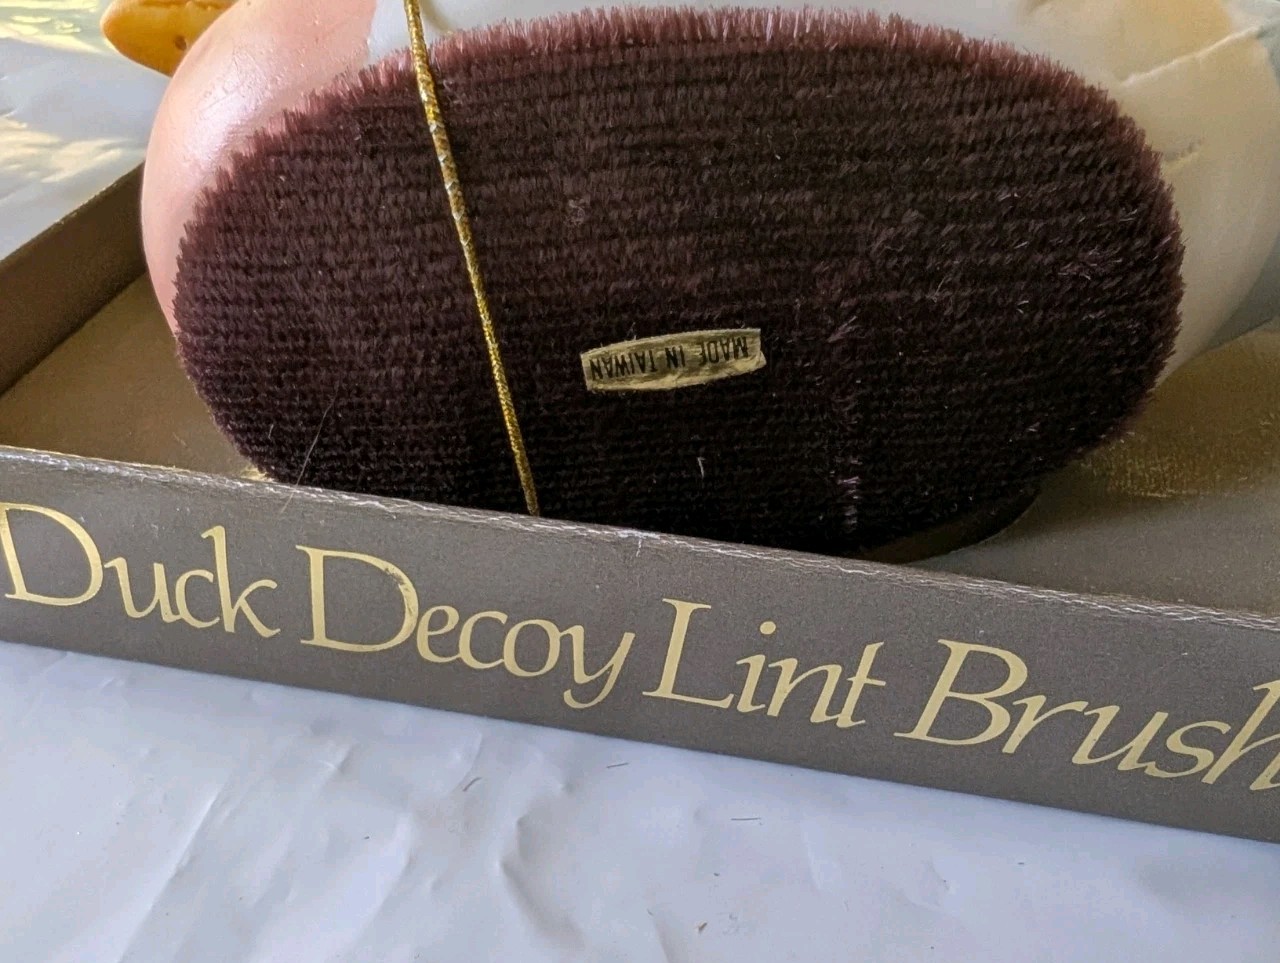 MADE IN TAIWAN
Duck Decoy Lint Brush